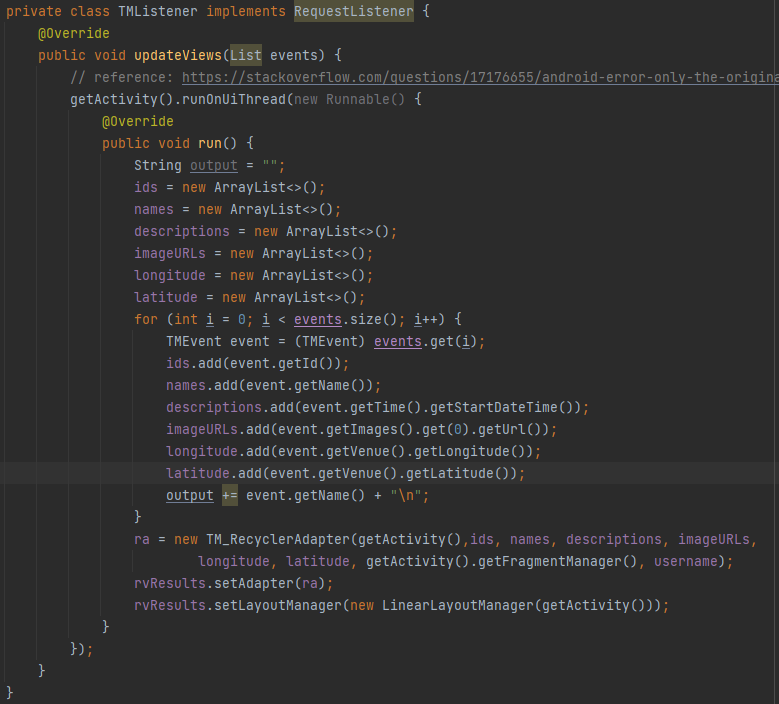 private class TMListener implements RequestListener {
@Override
public void updateViews(List events) {
// reference: https://stackoverflow.com/questions/17176655/android-error-only-the-origina
getActivity().runOnUiThread(new Runnable() {
@Override
public void run() {
String output = "";
ids = new ArrayList<>();
names = new ArrayList<>();
descriptions = new ArrayList<>();
imageURLs = new ArrayList<>();
longitude = new ArrayList<>();
latitude = new ArrayList<>();
for (int i = 0; i < events.size(); i++) {
TMEvent event = (TMEvent) events.get(i);
ids.add(event.getId());
names.add(event.getName());
descriptions.add(event.getTime().getStartDateTime());
imageURLs.add(event.getImages().get(0).getUrl());
longitude.add(event.getVenue().getLongitude());
latitude.add(event.getVenue().getLatitude());
output += event.getName() + "\n";
}
ra = new TM_RecyclerAdapter(getActivity(),ids, names, descriptions, imageURLs,
longitude, latitude, getActivity().getFragmentManager(), username);
rvResults.setAdapter(ra);
rvResults.setLayoutManager(new LinearLayoutManager(getActivity()));
}
});
}
}